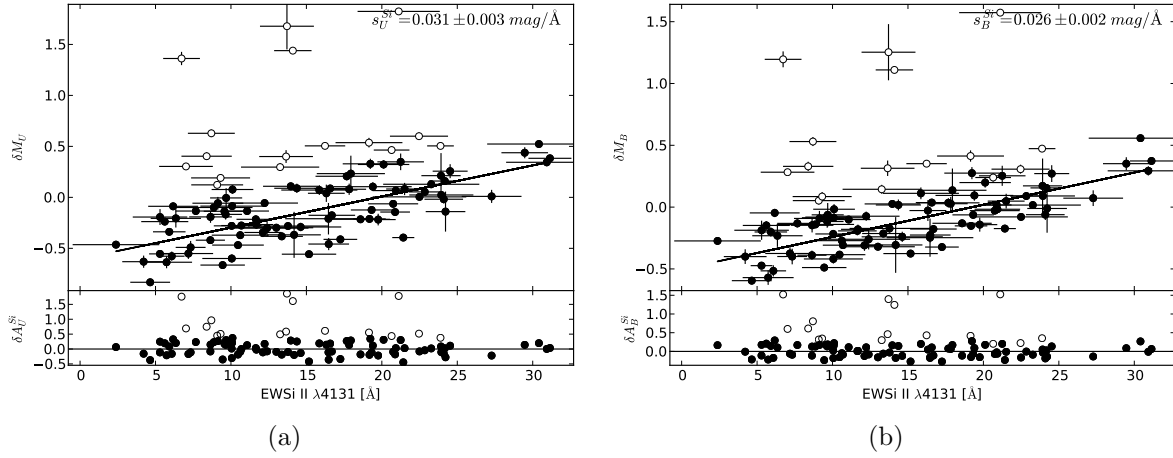 s_U^{Si}=0.031±0.003 mag/Å
1.5
1.0
0.5
0.0
−0.5
δM_U
1.5
1.0
0.5
0.0
−0.5
δA_U^{Si}
0 5 10 15 20 25 30
EWSi II λ4131 [Å]
(a)
s_B^{Si}=0.026±0.002 mag/Å
1.5
1.0
0.5
0.0
−0.5
δM_B
1.5
1.0
0.5
0.0
δA_B^{Si}
0 5 10 15 20 25 30
EWSi II λ4131 [Å]
(b)